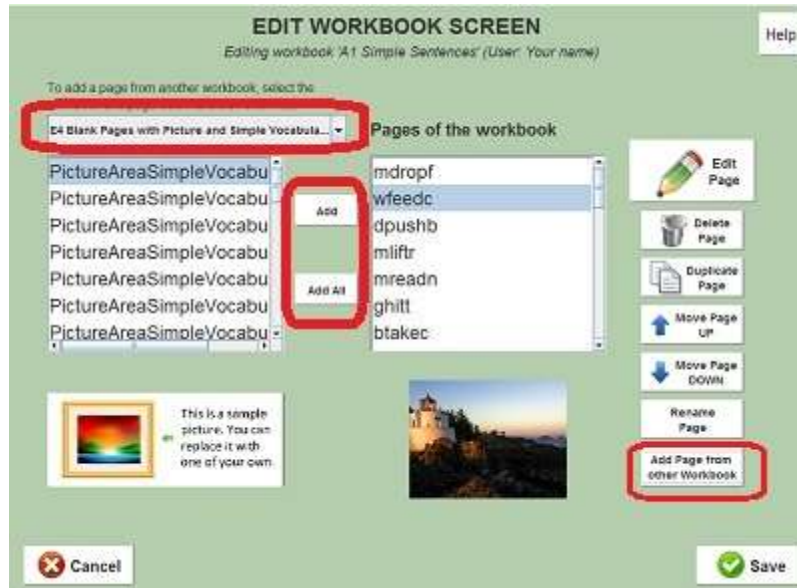 EDIT WORKBOOK SCREEN
Help
Editing workbook 'A1 Simple Sentences' (User: Your name)
To add a page from another workbook, select the
E4 Blank Pages with Picture and Simple Vocabula...
Pages of the workbook
PictureAreaSimpleVocabu
PictureAreaSimpleVocabu
PictureAreaSimpleVocabu
PictureAreaSimpleVocabu
PictureAreaSimpleVocabu
PictureAreaSimpleVocabu
PictureAreaSimpleVocabu
Add
Add All
mdropf
wfeedc
dpushb
mliftr
mreadn
ghitt
btakec
Edit
Page
Delete
Page
Duplicate
Page
Move Page
UP
Move Page
DOWN
Rename
Page
Add Page from
other Workbook
This is a sample
picture. You can
replace it with
one of your own.
Cancel
Save